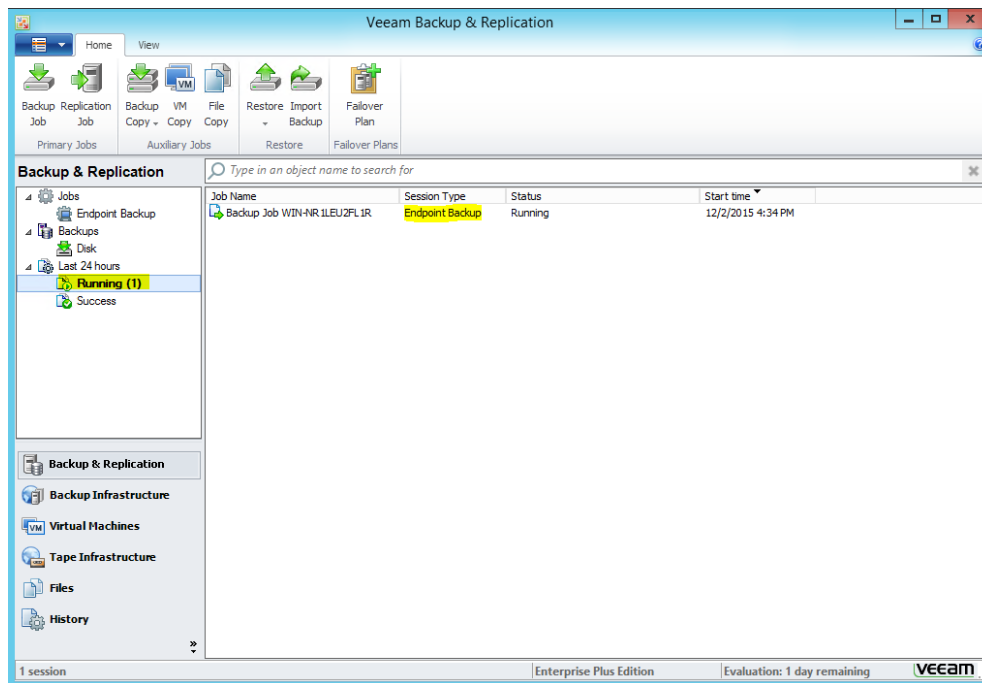 Veeam Backup & Replication
Home View
Backup Job Replication Job Backup Copy VM Copy File Copy Restore Import Backup Failover Plan
Primary Jobs Auxiliary Jobs Restore Failover Plans
Backup & Replication
Type in an object name to search for
Jobs
Endpoint Backup
Backups
Disk
Last 24 hours
Running (1)
Success
Job Name Session Type Status Start time
Backup Job WIN-NR1LEU2FL1R Endpoint Backup Running 12/2/2015 4:34 PM
Backup & Replication
Backup Infrastructure
VM Virtual Machines
Tape Infrastructure
Files
History
1 session Enterprise Plus Edition Evaluation: 1 day remaining veeam